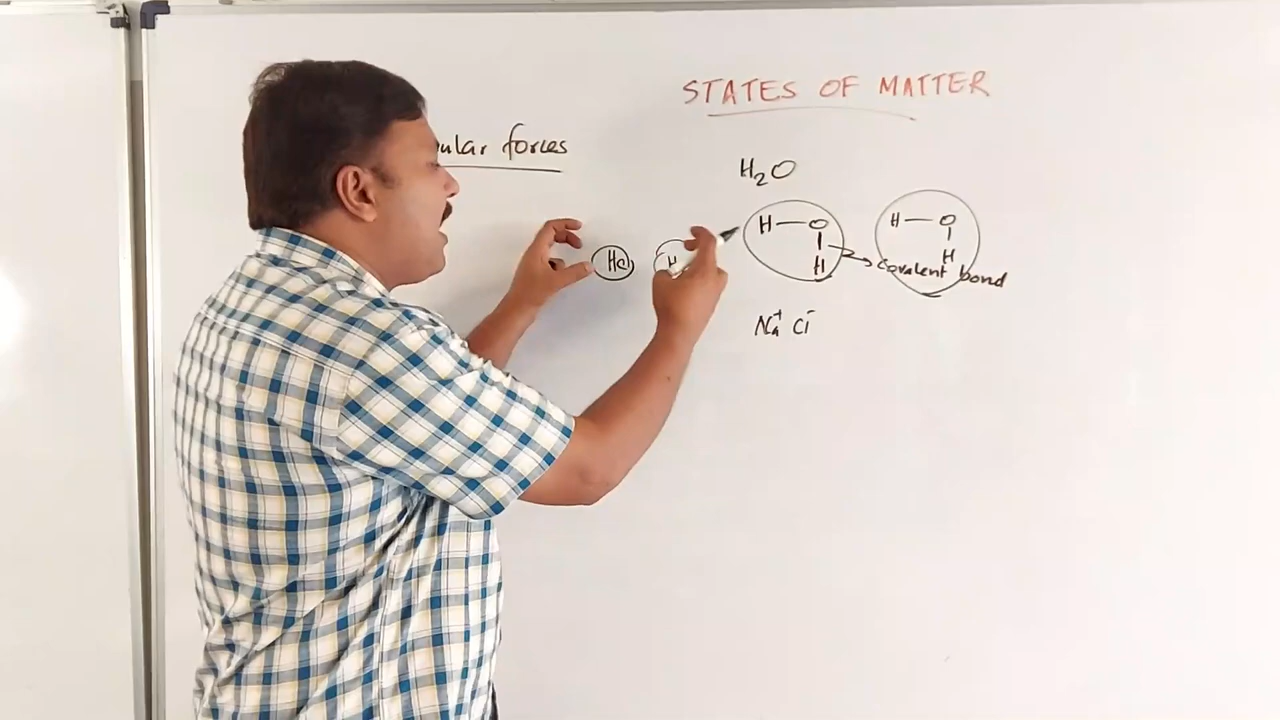 STATES OF MATTER
ular forces
H2O
H—O H—O
He H
H H
covalent bond
Na+ Cl-